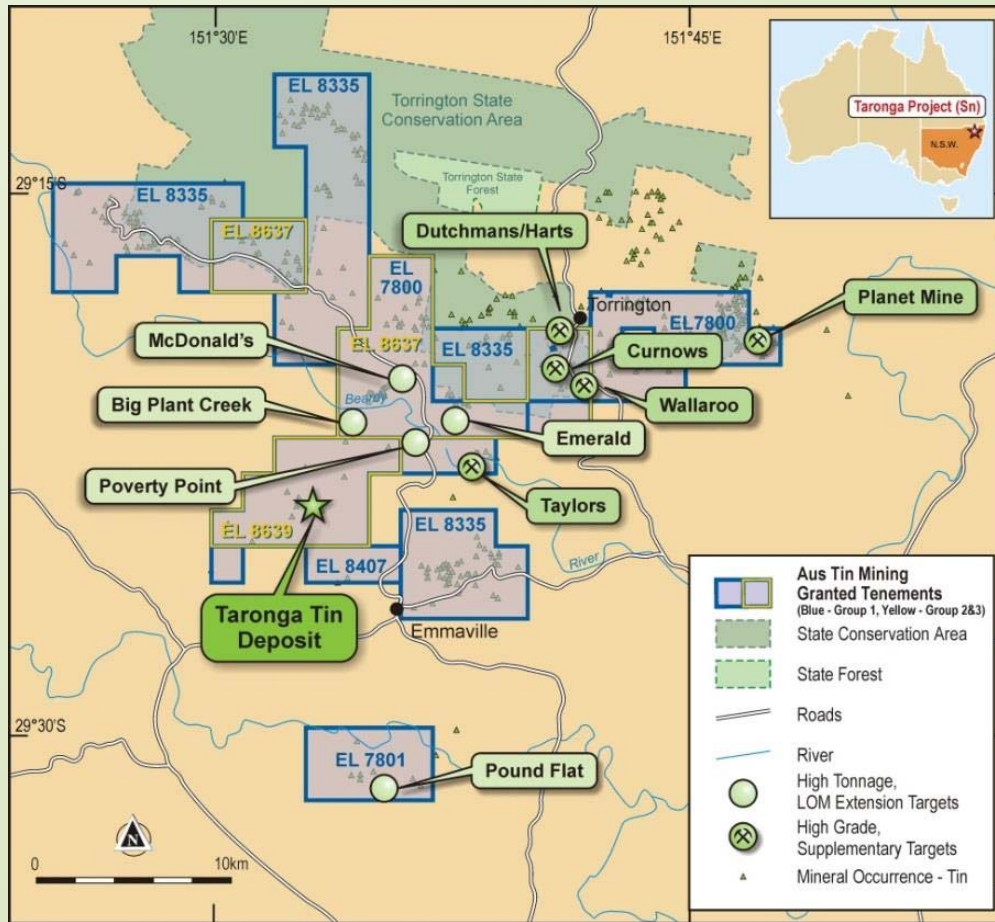 151°30'E
151°45'E
EL 8335
Torrington State
Conservation Area
Taronga Project (Sn)
N.S.W.
29°15'S
EL 8335
Torrington State
Forest
EL 8637
Dutchmans/Harts
EL
7800
Torrington
EL7800
Planet Mine
McDonald's
EL 8637
EL 8335
Curnows
Big Plant Creek
Beardy
Wallaroo
Emerald
Poverty Point
Taylors
EL 8639
EL 8335
River
EL 8407
Taronga Tin
Deposit
Emmaville
29°30'S
EL 7801
Pound Flat
N
0
10km
Aus Tin Mining
Granted Tenements
(Blue - Group 1, Yellow - Group 2&3)
State Conservation Area
State Forest
Roads
River
High Tonnage,
LOM Extension Targets
High Grade,
Supplementary Targets
Mineral Occurrence - Tin